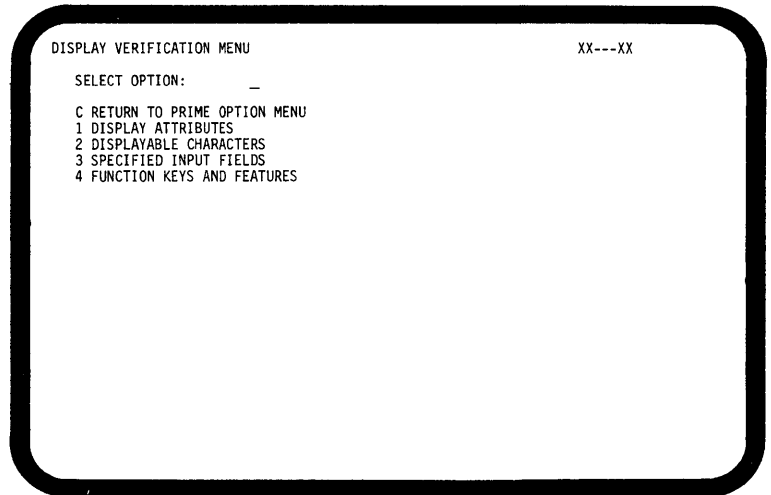 DISPLAY VERIFICATION MENU XX---XX
SELECT OPTION: _
C RETURN TO PRIME OPTION MENU
1 DISPLAY ATTRIBUTES
2 DISPLAYABLE CHARACTERS
3 SPECIFIED INPUT FIELDS
4 FUNCTION KEYS AND FEATURES